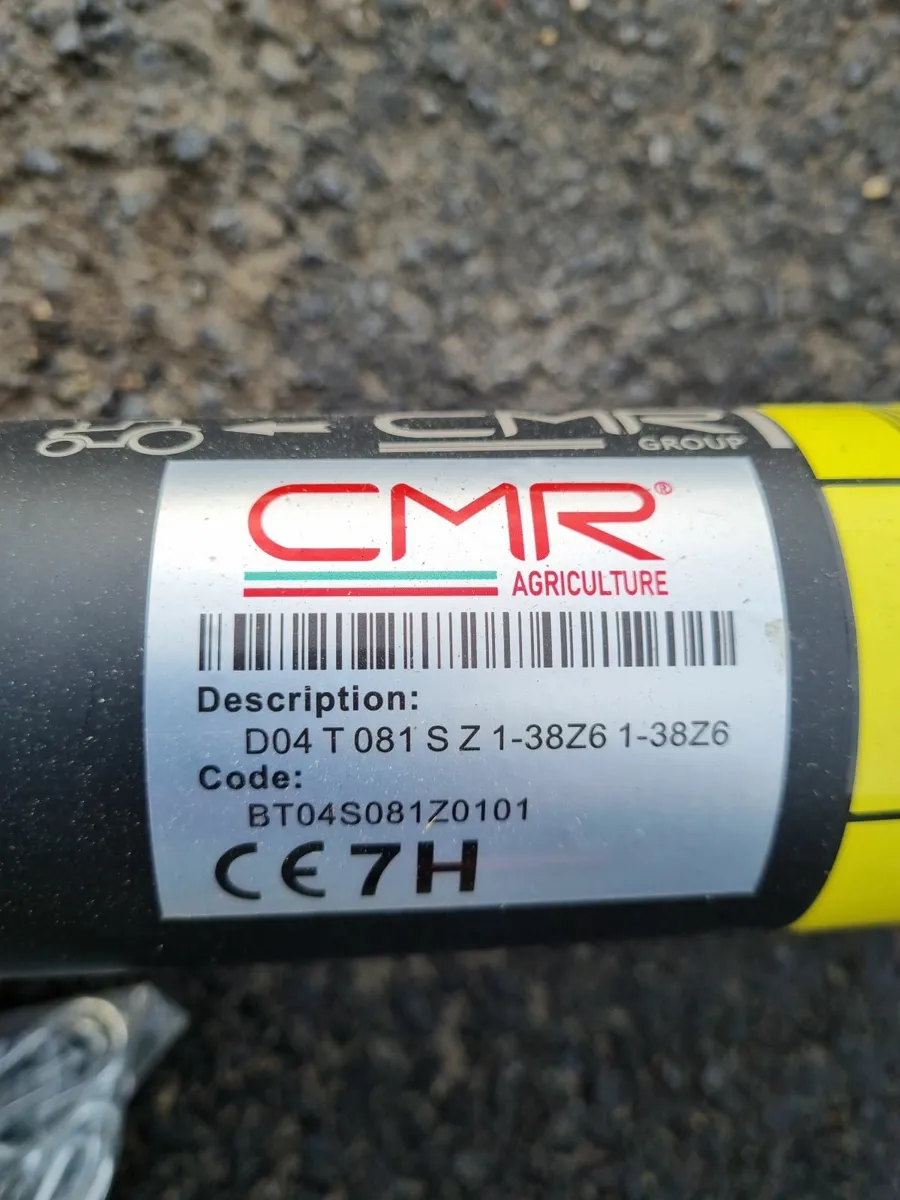 CMR
GROUP
CMR®
AGRICULTURE
Description:
D04 T 081 S Z 1-38Z6 1-38Z6
Code:
BT04S081Z0101
CE 7H